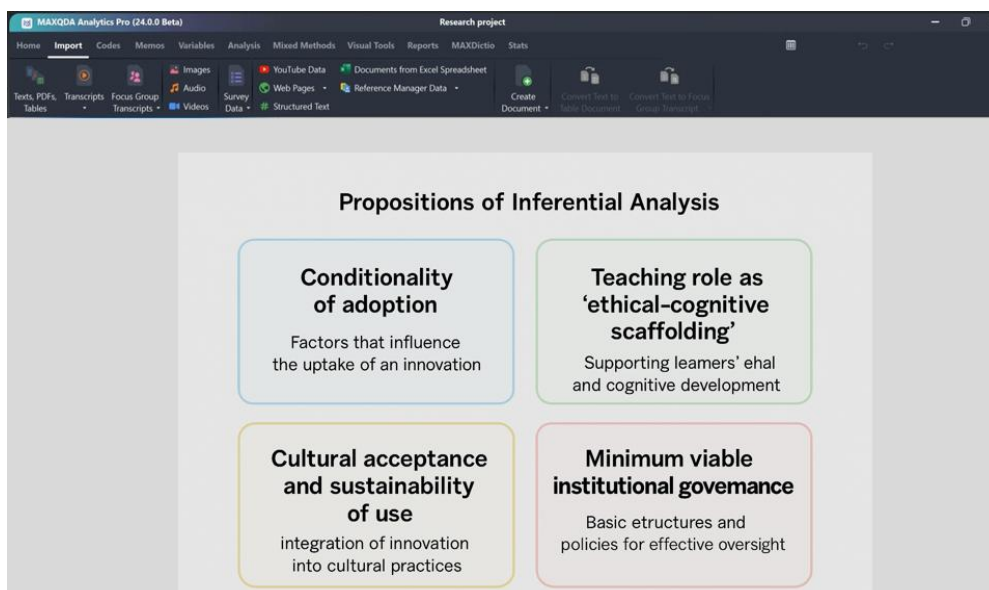 MAXQDA Analytics Pro (24.0.0 Beta)
Research project
Home Import Codes Memos Variables Analysis Mixed Methods Visual Tools Reports MAXDictio Stats
Texts, PDFs, Tables
Transcripts
Focus Group Transcripts
Images
Audio
Videos
Survey Data
YouTube Data
Web Pages
Structured Text
Documents from Excel Spreadsheet
Reference Manager Data
Create Document
Convert Text to Table Document
Convert Text to Focus Group Transcript
Propositions of Inferential Analysis
Conditionality
of adoption
Factors that influence
the uptake of an innovation
Teaching role as
‘ethical-cognitive
scaffolding’
Supporting leamers’ ehal
and cognitive development
Cultural acceptance
and sustainability
of use
integration of innovation
into cultural practices
Minimum viable
institutional governance
Basic etructures and
policies for effective oversight